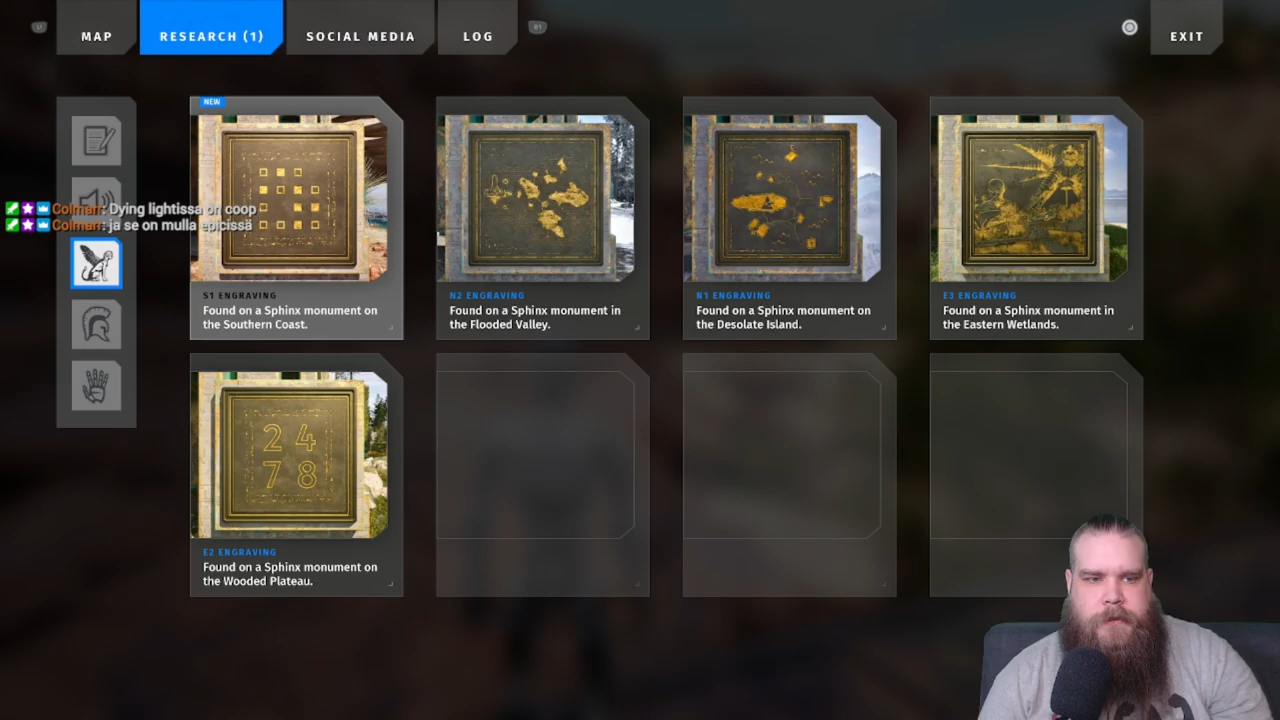 MAP
RESEARCH (1)
SOCIAL MEDIA
LOG
EXIT
NEW
Colman: Dying lightissa on coop
Colman: ja se on mulla epicissä
S1 ENGRAVING
Found on a Sphinx monument on
the Southern Coast.
N2 ENGRAVING
Found on a Sphinx monument in
the Flooded Valley.
N1 ENGRAVING
Found on a Sphinx monument on
the Desolate Island.
E3 ENGRAVING
Found on a Sphinx monument in
the Eastern Wetlands.
2 4
7 8
E2 ENGRAVING
Found on a Sphinx monument on
the Wooded Plateau.